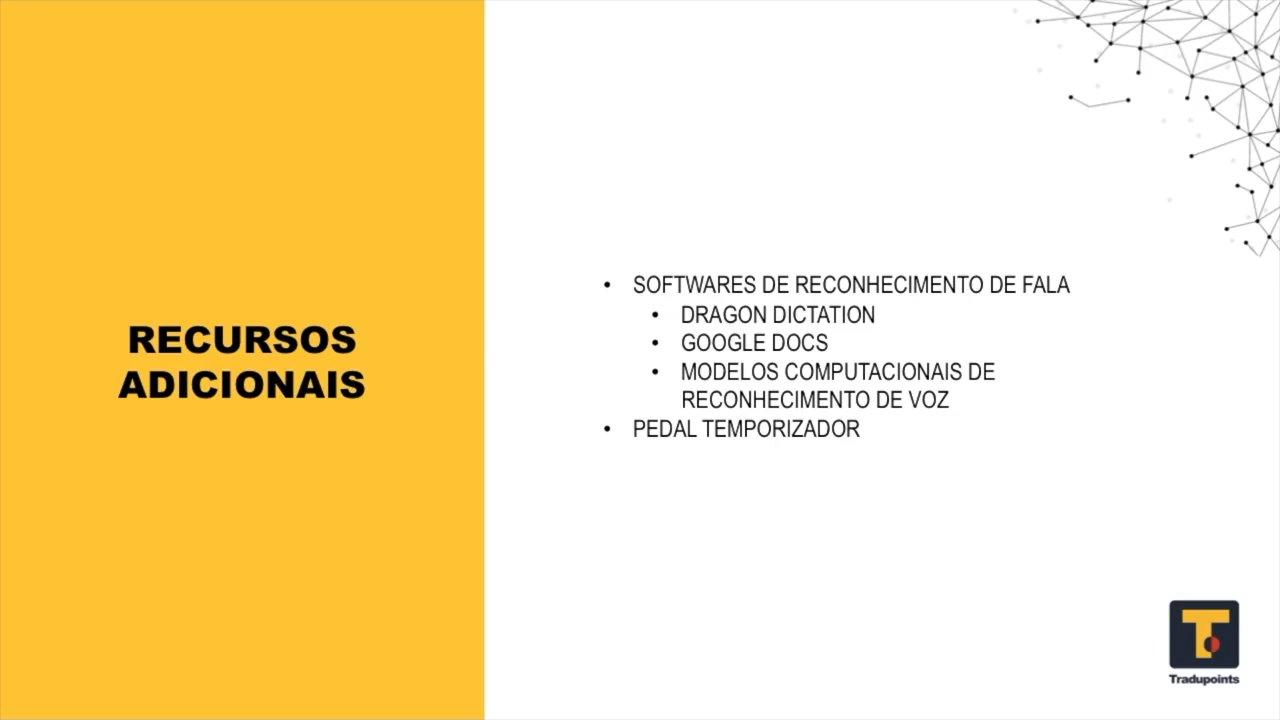 RECURSOS
ADICIONAIS
• SOFTWARES DE RECONHECIMENTO DE FALA
• DRAGON DICTATION
• GOOGLE DOCS
• MODELOS COMPUTACIONAIS DE
RECONHECIMENTO DE VOZ
• PEDAL TEMPORIZADOR
Tradupoints